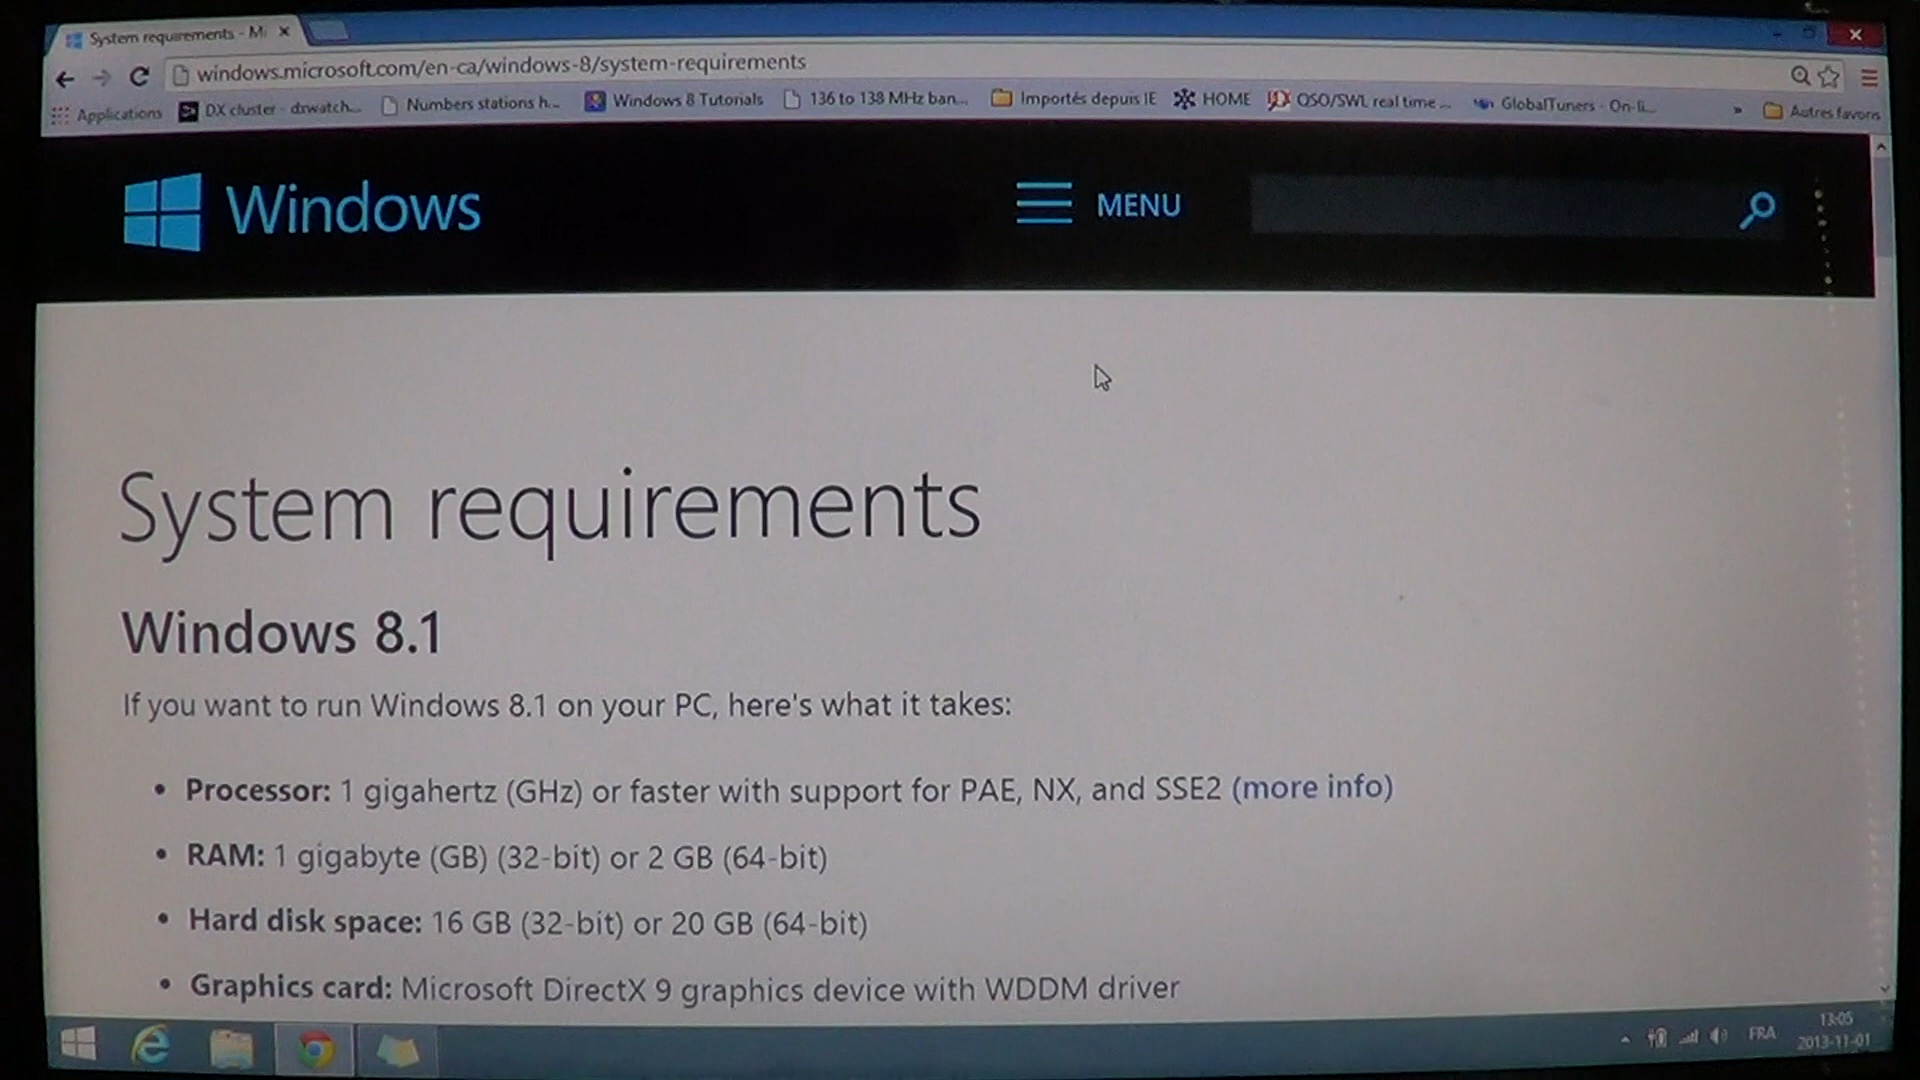 System requirements - Mi
windows.microsoft.com/en-ca/windows-8/system-requirements
Applications DX cluster - dxwatch... Numbers stations h... Windows 8 Tutorials 136 to 138 MHz ban... Importés depuis IE HOME QSO/SWL real time ... GlobalTuners - On-li... » Autres favoris
Windows MENU
System requirements
Windows 8.1
If you want to run Windows 8.1 on your PC, here's what it takes:
• Processor: 1 gigahertz (GHz) or faster with support for PAE, NX, and SSE2 (more info)
• RAM: 1 gigabyte (GB) (32-bit) or 2 GB (64-bit)
• Hard disk space: 16 GB (32-bit) or 20 GB (64-bit)
• Graphics card: Microsoft DirectX 9 graphics device with WDDM driver
FRA 13:05
2013-11-01